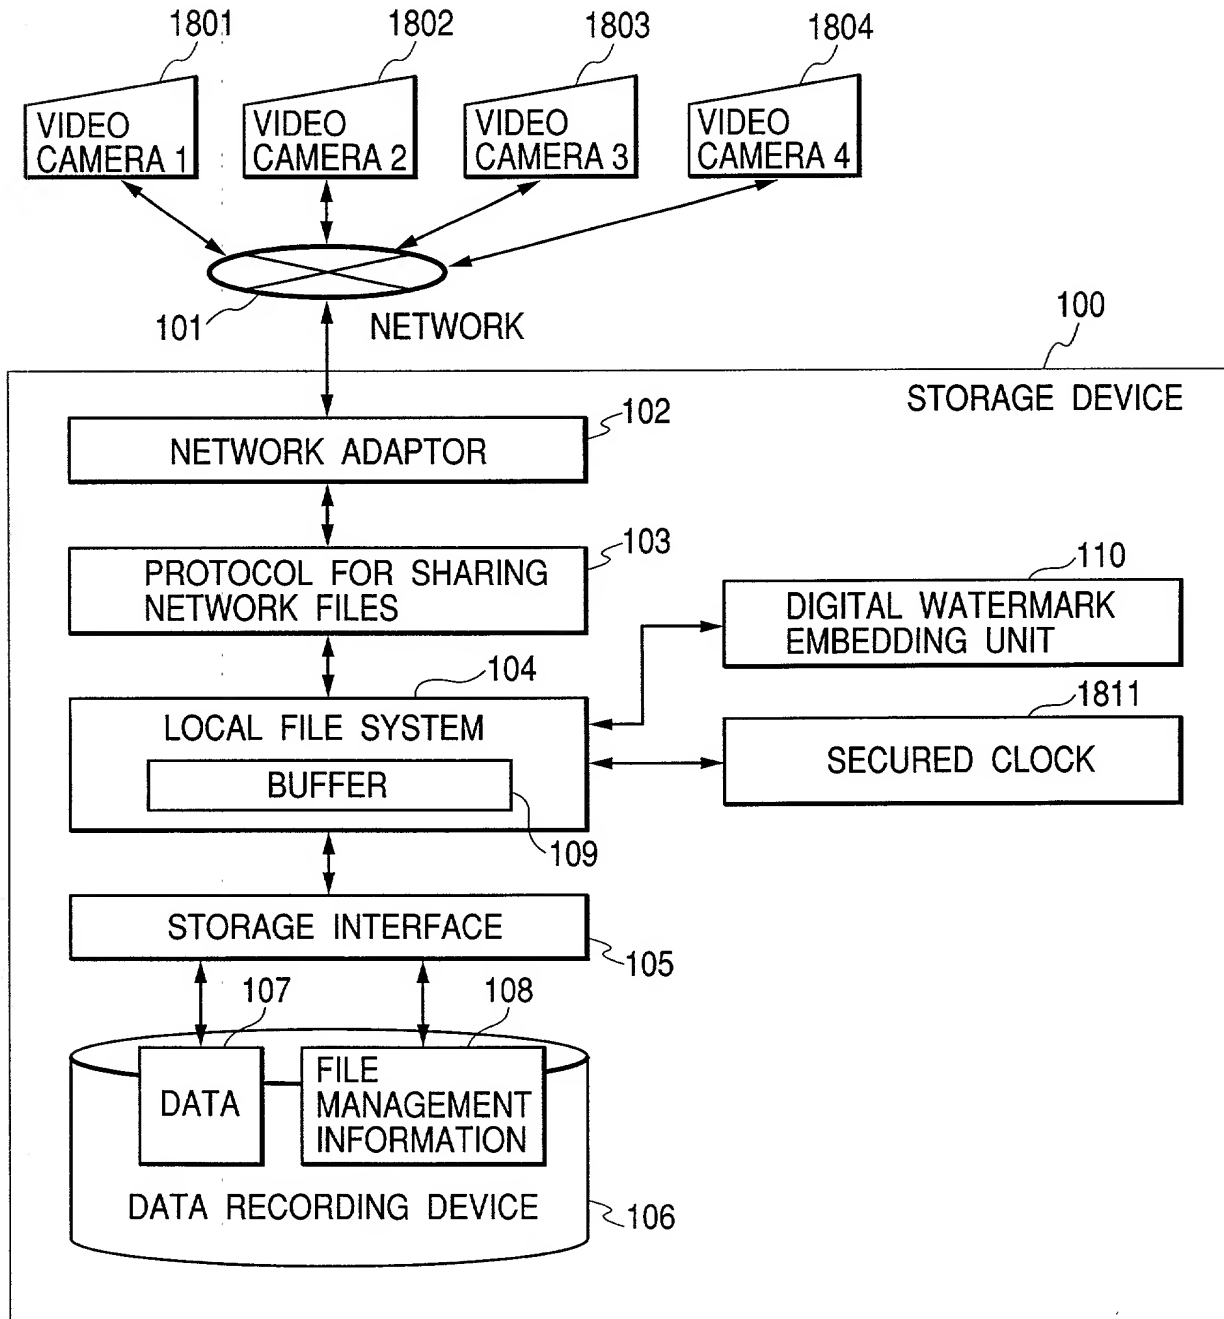 1801
1802
1803
1804
VIDEO
CAMERA 1
VIDEO
CAMERA 2
VIDEO
CAMERA 3
VIDEO
CAMERA 4
101
NETWORK
100
STORAGE DEVICE
102
NETWORK ADAPTOR
103
PROTOCOL FOR SHARING
NETWORK FILES
110
DIGITAL WATERMARK
EMBEDDING UNIT
104
LOCAL FILE SYSTEM
BUFFER
109
1811
SECURED CLOCK
STORAGE INTERFACE
105
107
108
DATA
FILE
MANAGEMENT
INFORMATION
DATA RECORDING DEVICE
106